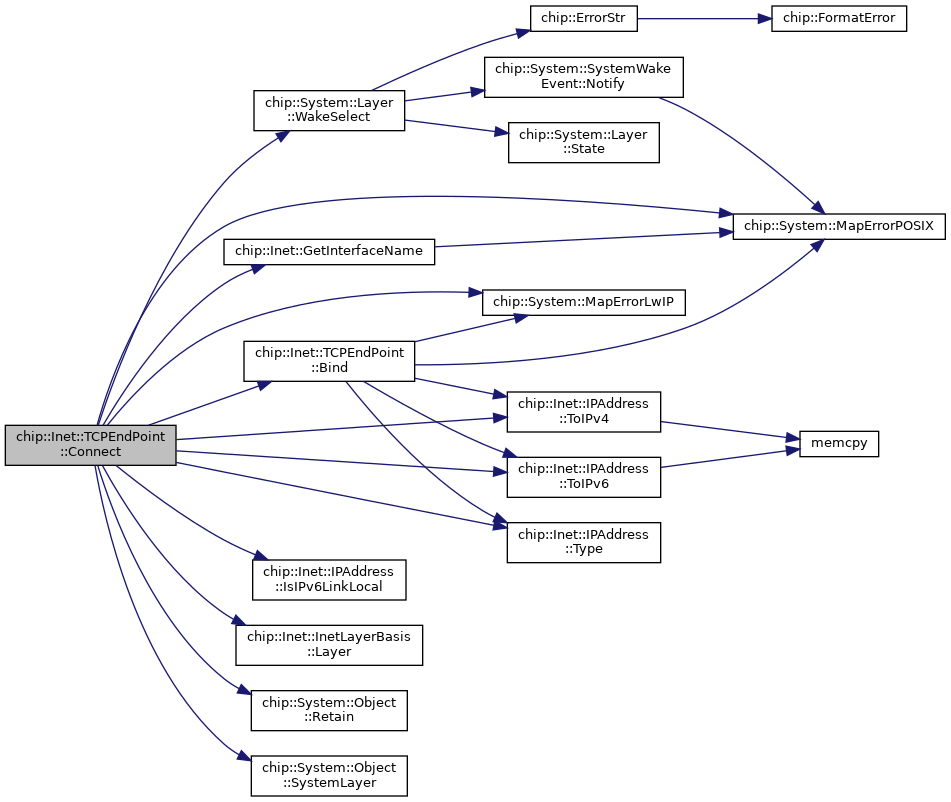 chip::ErrorStr
chip::FormatError
chip::System::SystemWake
Event::Notify
chip::System::Layer
::WakeSelect
chip::System::Layer
::State
chip::System::MapErrorPOSIX
chip::Inet::GetInterfaceName
chip::System::MapErrorLwIP
chip::Inet::TCPEndPoint
::Bind
chip::Inet::IPAddress
::ToIPv4
chip::Inet::TCPEndPoint
::Connect
memcpy
chip::Inet::IPAddress
::ToIPv6
chip::Inet::IPAddress
::Type
chip::Inet::IPAddress
::IsIPv6LinkLocal
chip::Inet::InetLayerBasis
::Layer
chip::System::Object
::Retain
chip::System::Object
::SystemLayer